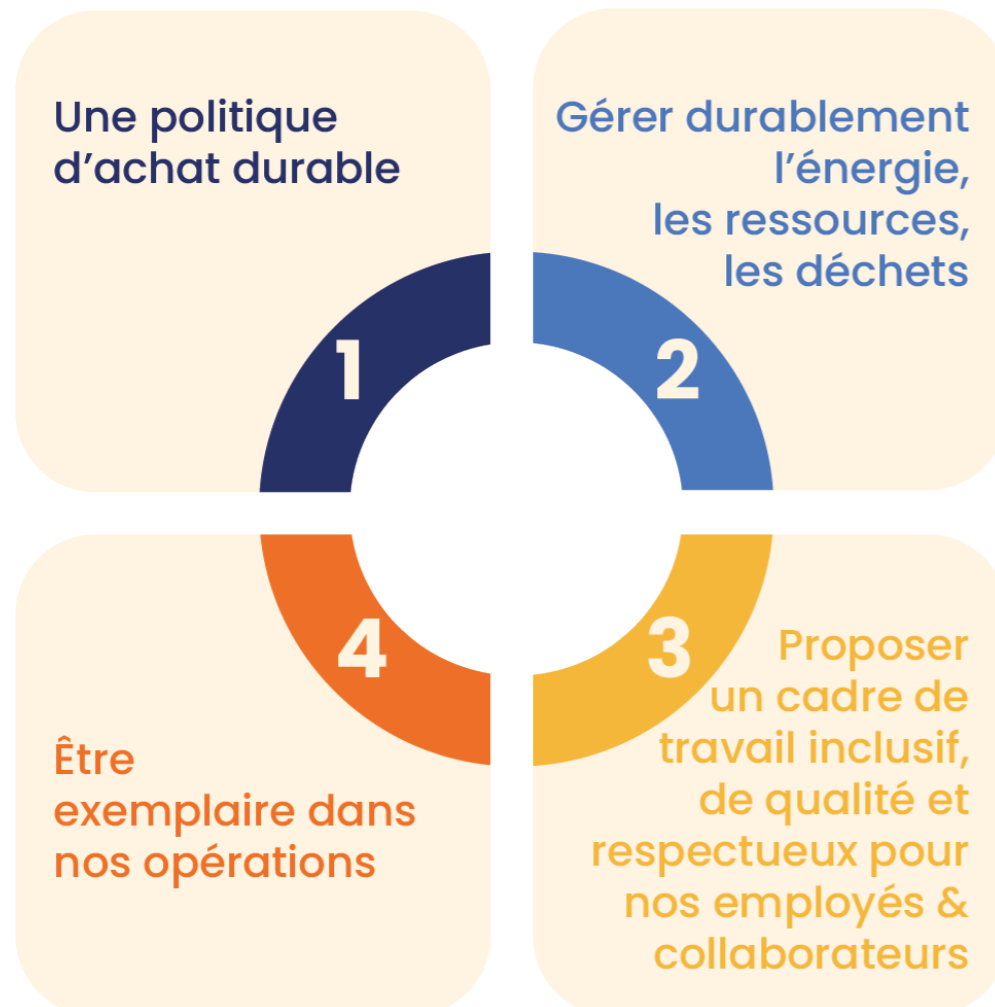 Une politique
d’achat durable
1
Gérer durablement
l’énergie,
les ressources,
les déchets
2
3
Proposer
un cadre de
travail inclusif,
de qualité et
respectueux pour
nos employés &
collaborateurs
4
Être
exemplaire dans
nos opérations